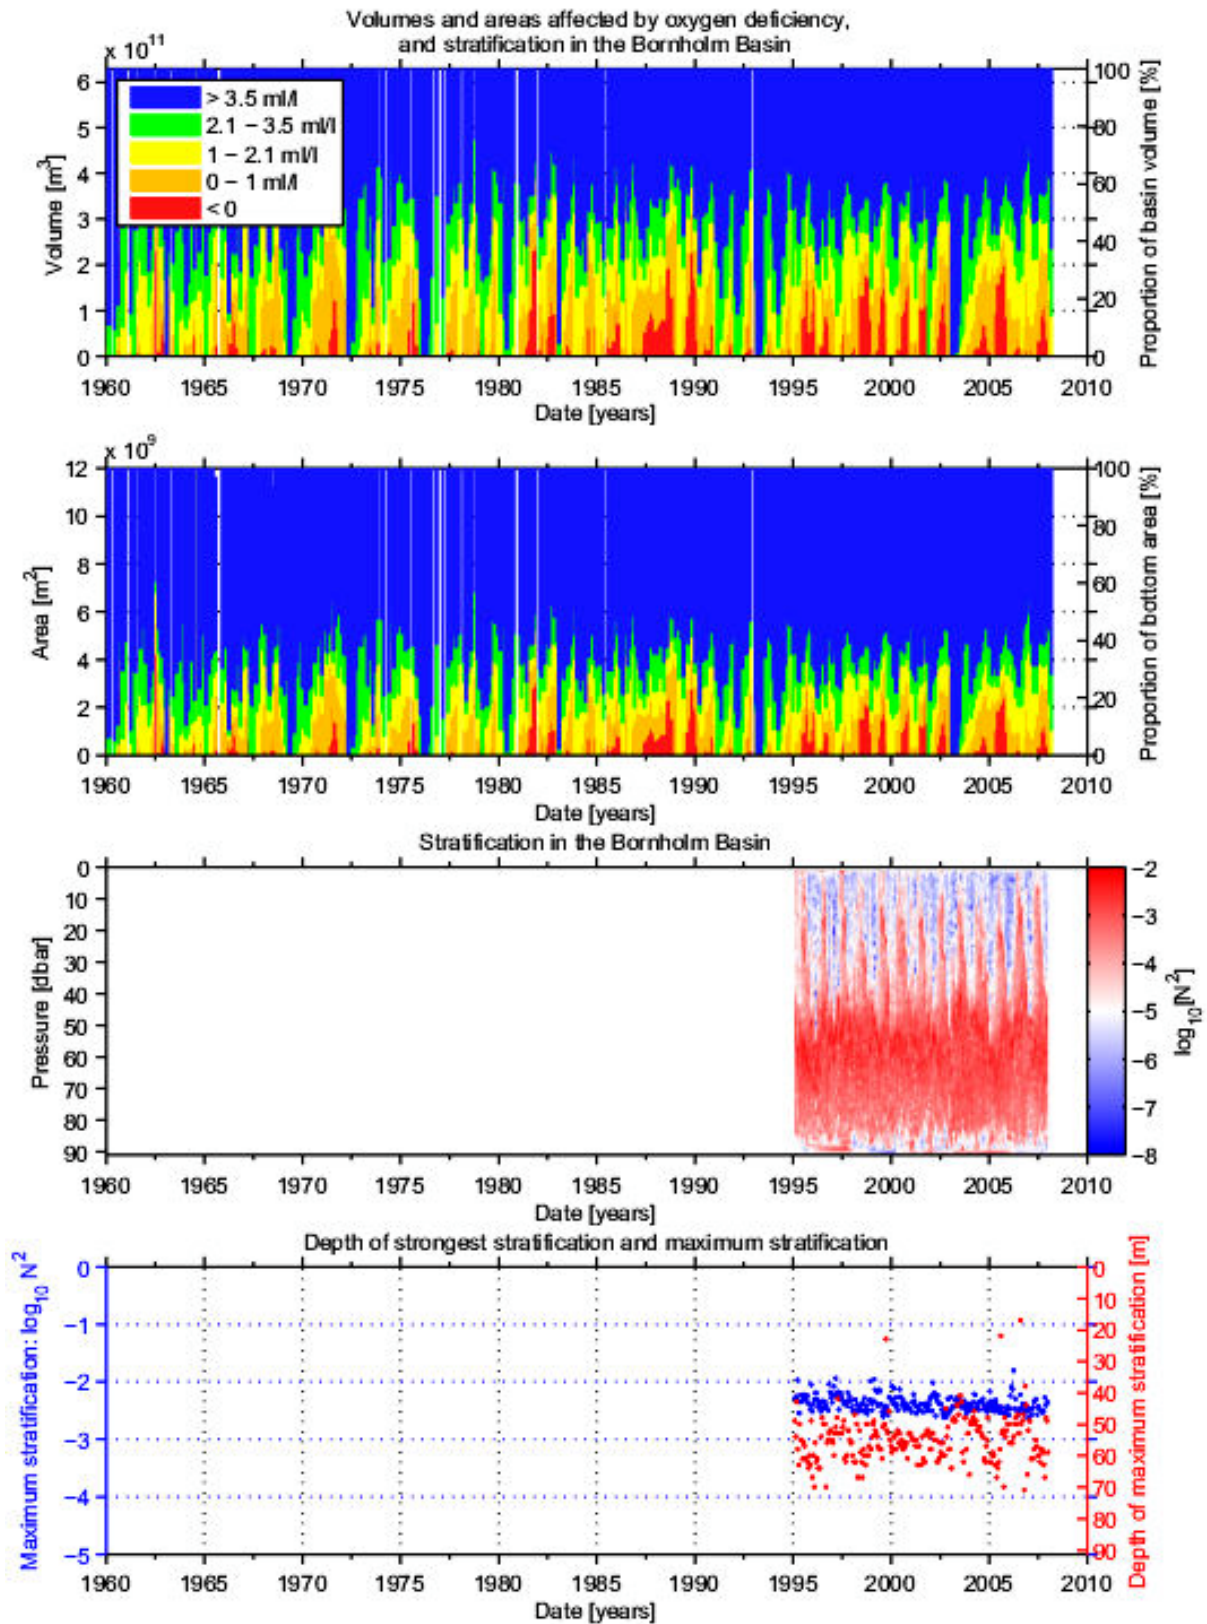 Volumes and areas affected by oxygen deficiency,
and stratification in the Bornholm Basin
x 10^11
Volume [m^3]
6
5
4
3
2
1
0
> 3.5 ml/l
2.1 − 3.5 ml/l
1 − 2.1 ml/l
0 − 1 ml/l
< 0
100
80
60
40
20
0
Proportion of basin volume [%]
1960 1965 1970 1975 1980 1985 1990 1995 2000 2005 2010
Date [years]
x 10^9
Area [m^2]
12
10
8
6
4
2
0
100
80
60
40
20
0
Proportion of bottom area [%]
1960 1965 1970 1975 1980 1985 1990 1995 2000 2005 2010
Date [years]
Stratification in the Bornholm Basin
Pressure [dbar]
0
10
20
30
40
50
60
70
80
90
−2
−3
−4
−5
−6
−7
−8
log10[N^2]
1960 1965 1970 1975 1980 1985 1990 1995 2000 2005 2010
Date [years]
Depth of strongest stratification and maximum stratification
Maximum stratification: log10 N^2
0
−1
−2
−3
−4
−5
0
10
20
30
40
50
60
70
80
90
Depth of maximum stratification [m]
1960 1965 1970 1975 1980 1985 1990 1995 2000 2005 2010
Date [years]